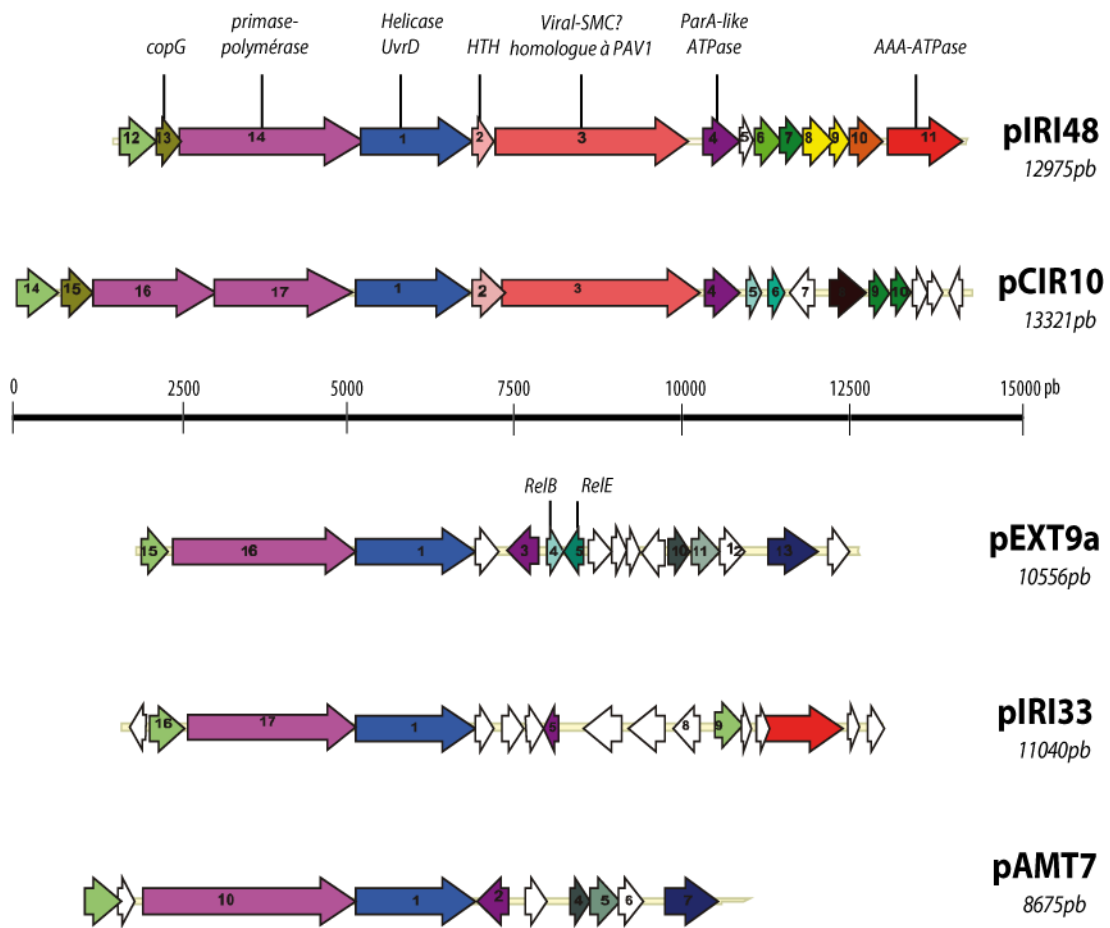 copG
primase-
polymérase
Helicase
UvrD
HTH
Viral-SMC?
homologue à PAV1
ParA-like
ATPase
AAA-ATPase
12 13 14 1 2 3 4 5 6 7 8 9 10 11
pIRI48
12975pb
14 15 16 17 1 2 3 4 5 6 7 9 10
pCIR10
13321pb
0 2500 5000 7500 10000 12500 15000 pb
RelB RelE
15 16 1 3 4 5 10 11 12 13
pEXT9a
10556pb
16 17 1 5 8 9
pIRI33
11040pb
10 1 2 4 5 6 7
pAMT7
8675pb